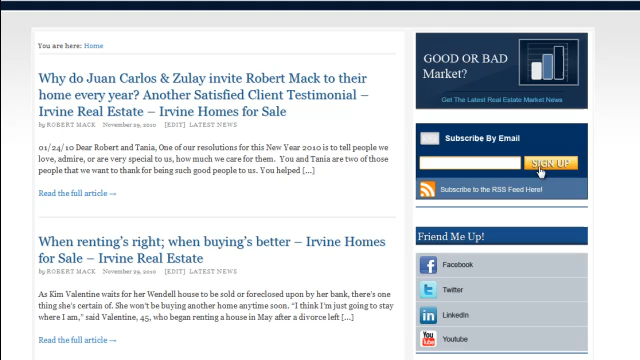 You are here: Home
Why do Juan Carlos & Zulay invite Robert Mack to their
home every year? Another Satisfied Client Testimonial –
Irvine Real Estate – Irvine Homes for Sale
by ROBERT MACK November 29, 2010 [EDIT] LATEST NEWS
01/24/10 Dear Robert and Tania, One of our resolutions for this New Year 2010 is to tell people we
love, admire, or are very special to us, how much we care for them. You and Tania are two of those
people that we want to thank for being such good people to us. You helped [...]
Read the full article →
When renting's right; when buying's better – Irvine Homes
for Sale – Irvine Real Estate
by ROBERT MACK November 29, 2010 [EDIT] LATEST NEWS
As Kim Valentine waits for her Wendell house to be sold or foreclosed upon by her bank, there's one
thing she's certain of. She won't be buying another home anytime soon. "I think I'm just going to stay
where I am," said Valentine, 45, who began renting a house in May after a divorce left [...]
Read the full article →
GOOD OR BAD
Market?
Get The Latest Real Estate Market News
Subscribe By Email
SIGN UP
Subscribe to the RSS Feed Here!
Friend Me Up!
Facebook
Twitter
LinkedIn
Youtube